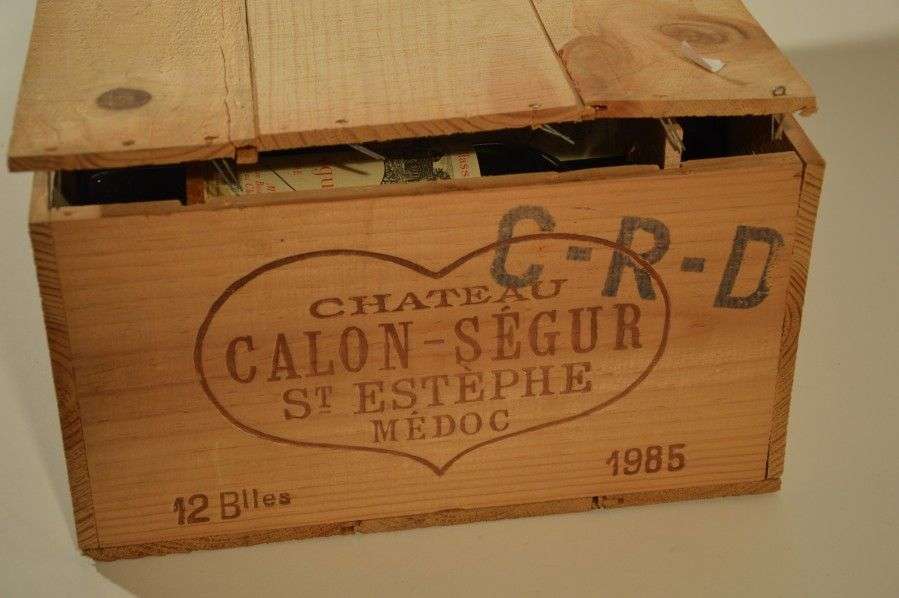 C-R-D
CHATEAU
CALON-SÉGUR
ST ESTÈPHE
MÉDOC
12 Blles
1985